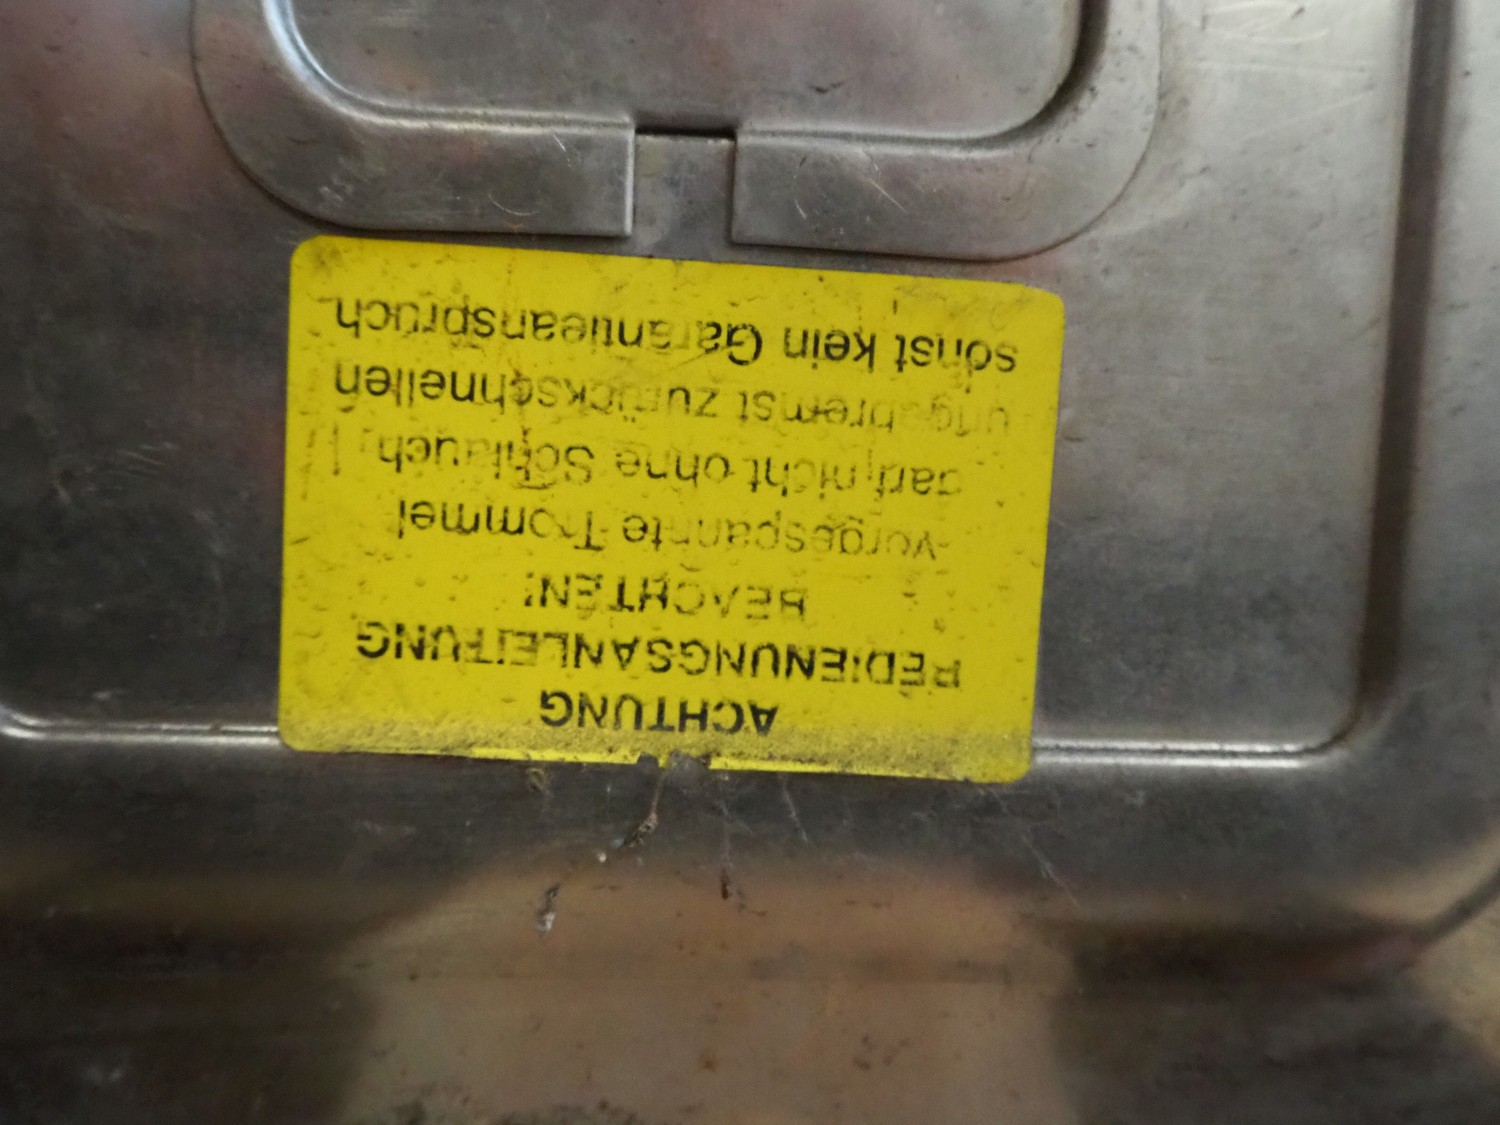 ACHTUNG
BEDIENUNGSANLEITUNG
BEACHTEN!
vorgespannte Trommel
darf nicht ohne Schlauch
ungebremst zurückschnellen
sonst kein Garantieanspruch.